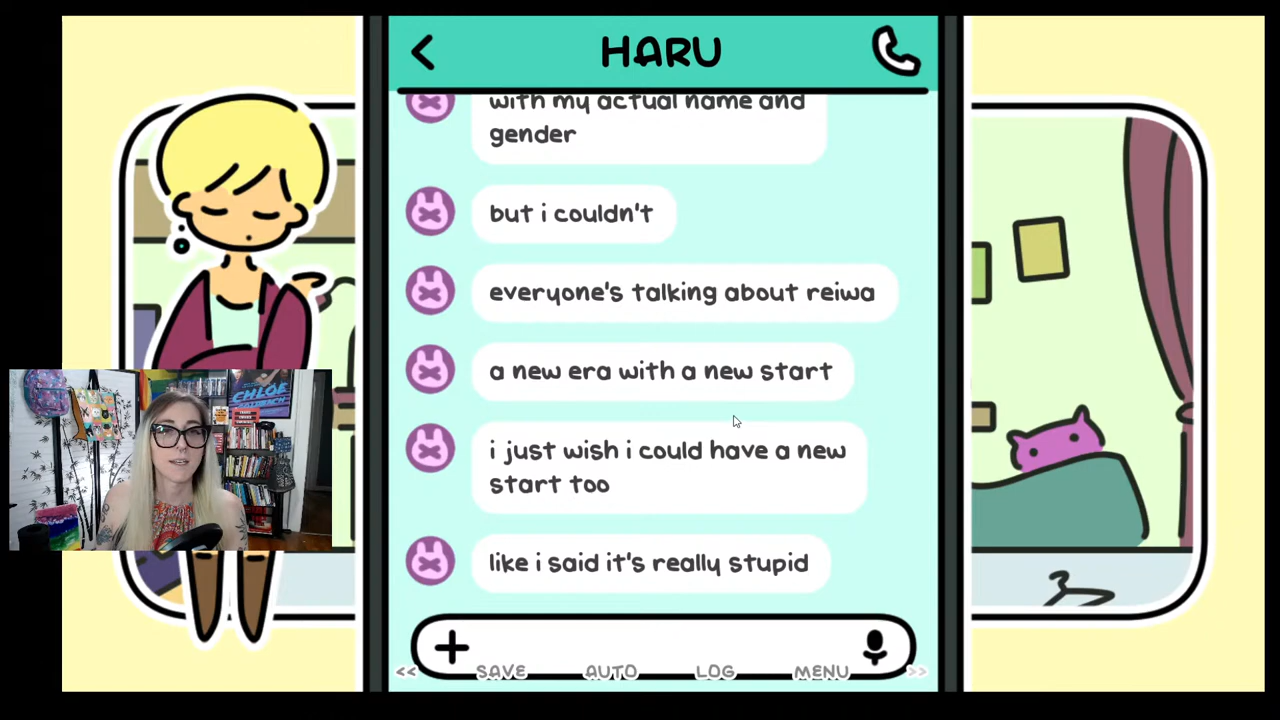 HARU
with my actual name and
gender
but i couldn't
everyone's talking about reiwa
a new era with a new start
i just wish i could have a new
start too
like i said it's really stupid
<< SAVE AUTO LOG MENU >>
CHLOE